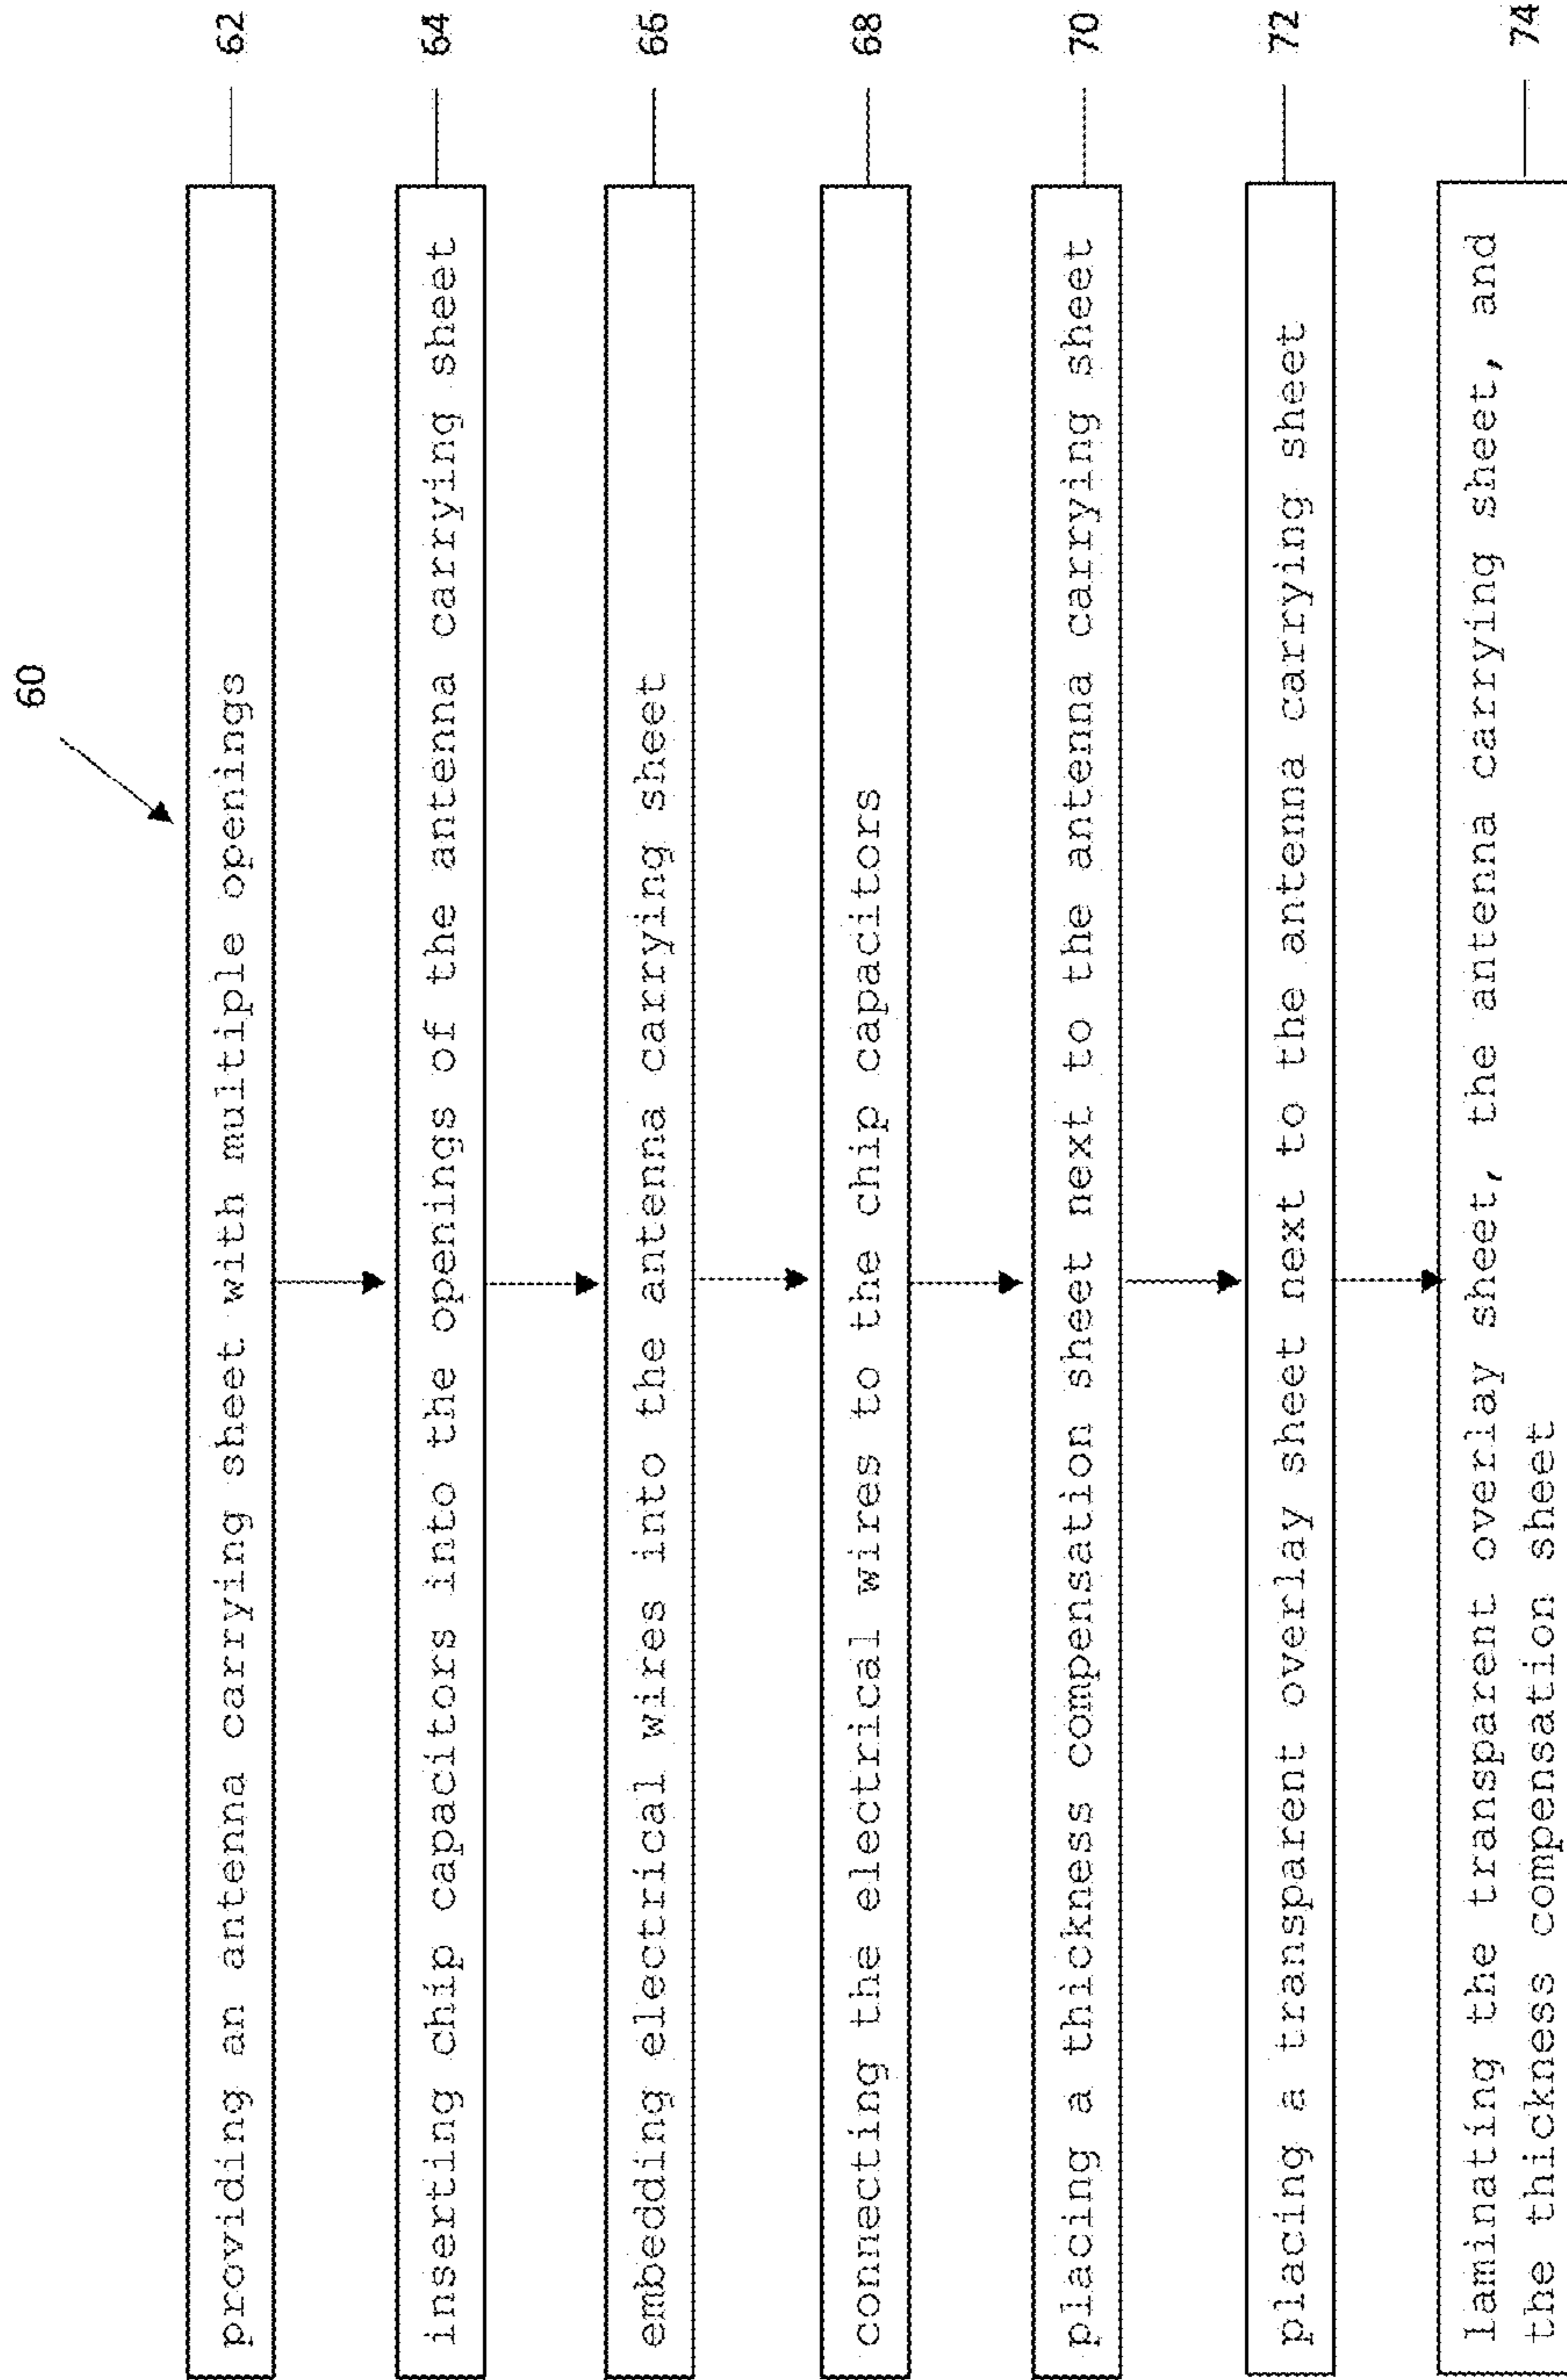 60
providing an antenna carrying sheet with multiple openings
62
inserting chip capacitors into the openings of the antenna carrying sheet
64
embedding electrical wires into the antenna carrying sheet
66
connecting the electrical wires to the chip capacitors
68
placing a thickness compensation sheet next to the antenna carrying sheet
70
placing a transparent overlay sheet next to the antenna carrying sheet
72
laminating the transparent overlay sheet, the antenna carrying sheet, and
the thickness compensation sheet
74